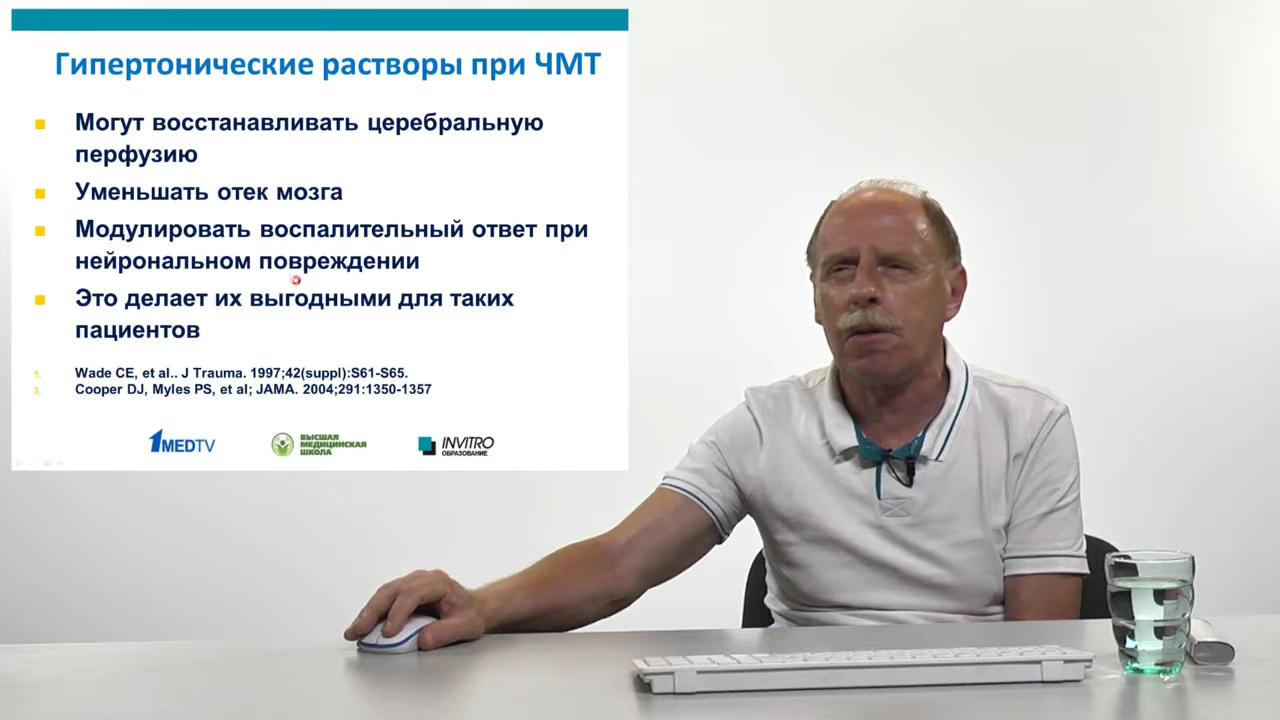 Гипертонические растворы при ЧМТ
Могут восстанавливать церебральную
перфузию
Уменьшать отек мозга
Модулировать воспалительный ответ при
нейрональном повреждении
Это делает их выгодными для таких
пациентов
1. Wade CE, et al.. J Trauma. 1997;42(suppl):S61-S65.
2. Cooper DJ, Myles PS, et al; JAMA. 2004;291:1350-1357
1MEDTV
ВЫСШАЯ
МЕДИЦИНСКАЯ
ШКОЛА
INVITRO
ОБРАЗОВАНИЕ